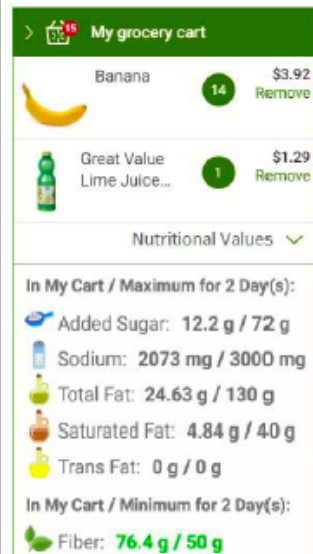 15
My grocery cart
Banana
14
$3.92
Remove
Great Value
Lime Juice...
1
$1.29
Remove
Nutritional Values
In My Cart / Maximum for 2 Day(s):
Added Sugar: 12.2 g / 72 g
Sodium: 2073 mg / 3000 mg
Total Fat: 24.63 g / 130 g
Saturated Fat: 4.84 g / 40 g
Trans Fat: 0 g / 0 g
In My Cart / Minimum for 2 Day(s):
Fiber: 76.4 g / 50 g